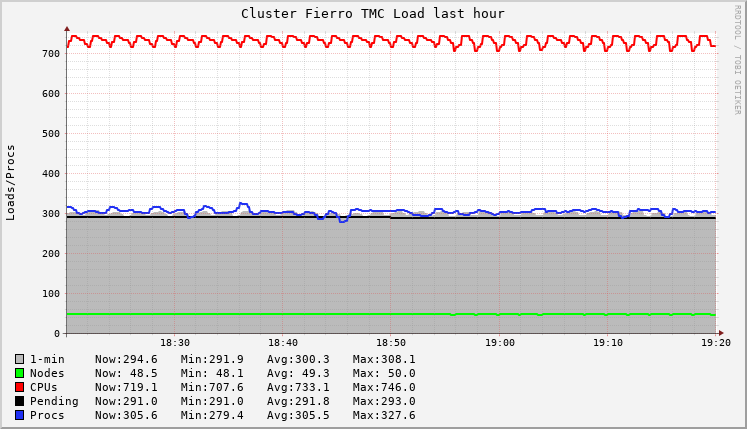 Cluster Fierro TMC Load last hour
RRDTOOL / TOBI OETIKER
Loads/Procs
700
600
500
400
300
200
100
0
18:30 18:40 18:50 19:00 19:10 19:20
1-min Now:294.6 Min:291.9 Avg:300.3 Max:308.1
Nodes Now: 48.5 Min: 48.1 Avg: 49.3 Max: 50.0
CPUs Now:719.1 Min:707.6 Avg:733.1 Max:746.0
Pending Now:291.0 Min:291.0 Avg:291.8 Max:293.0
Procs Now:305.6 Min:279.4 Avg:305.5 Max:327.6